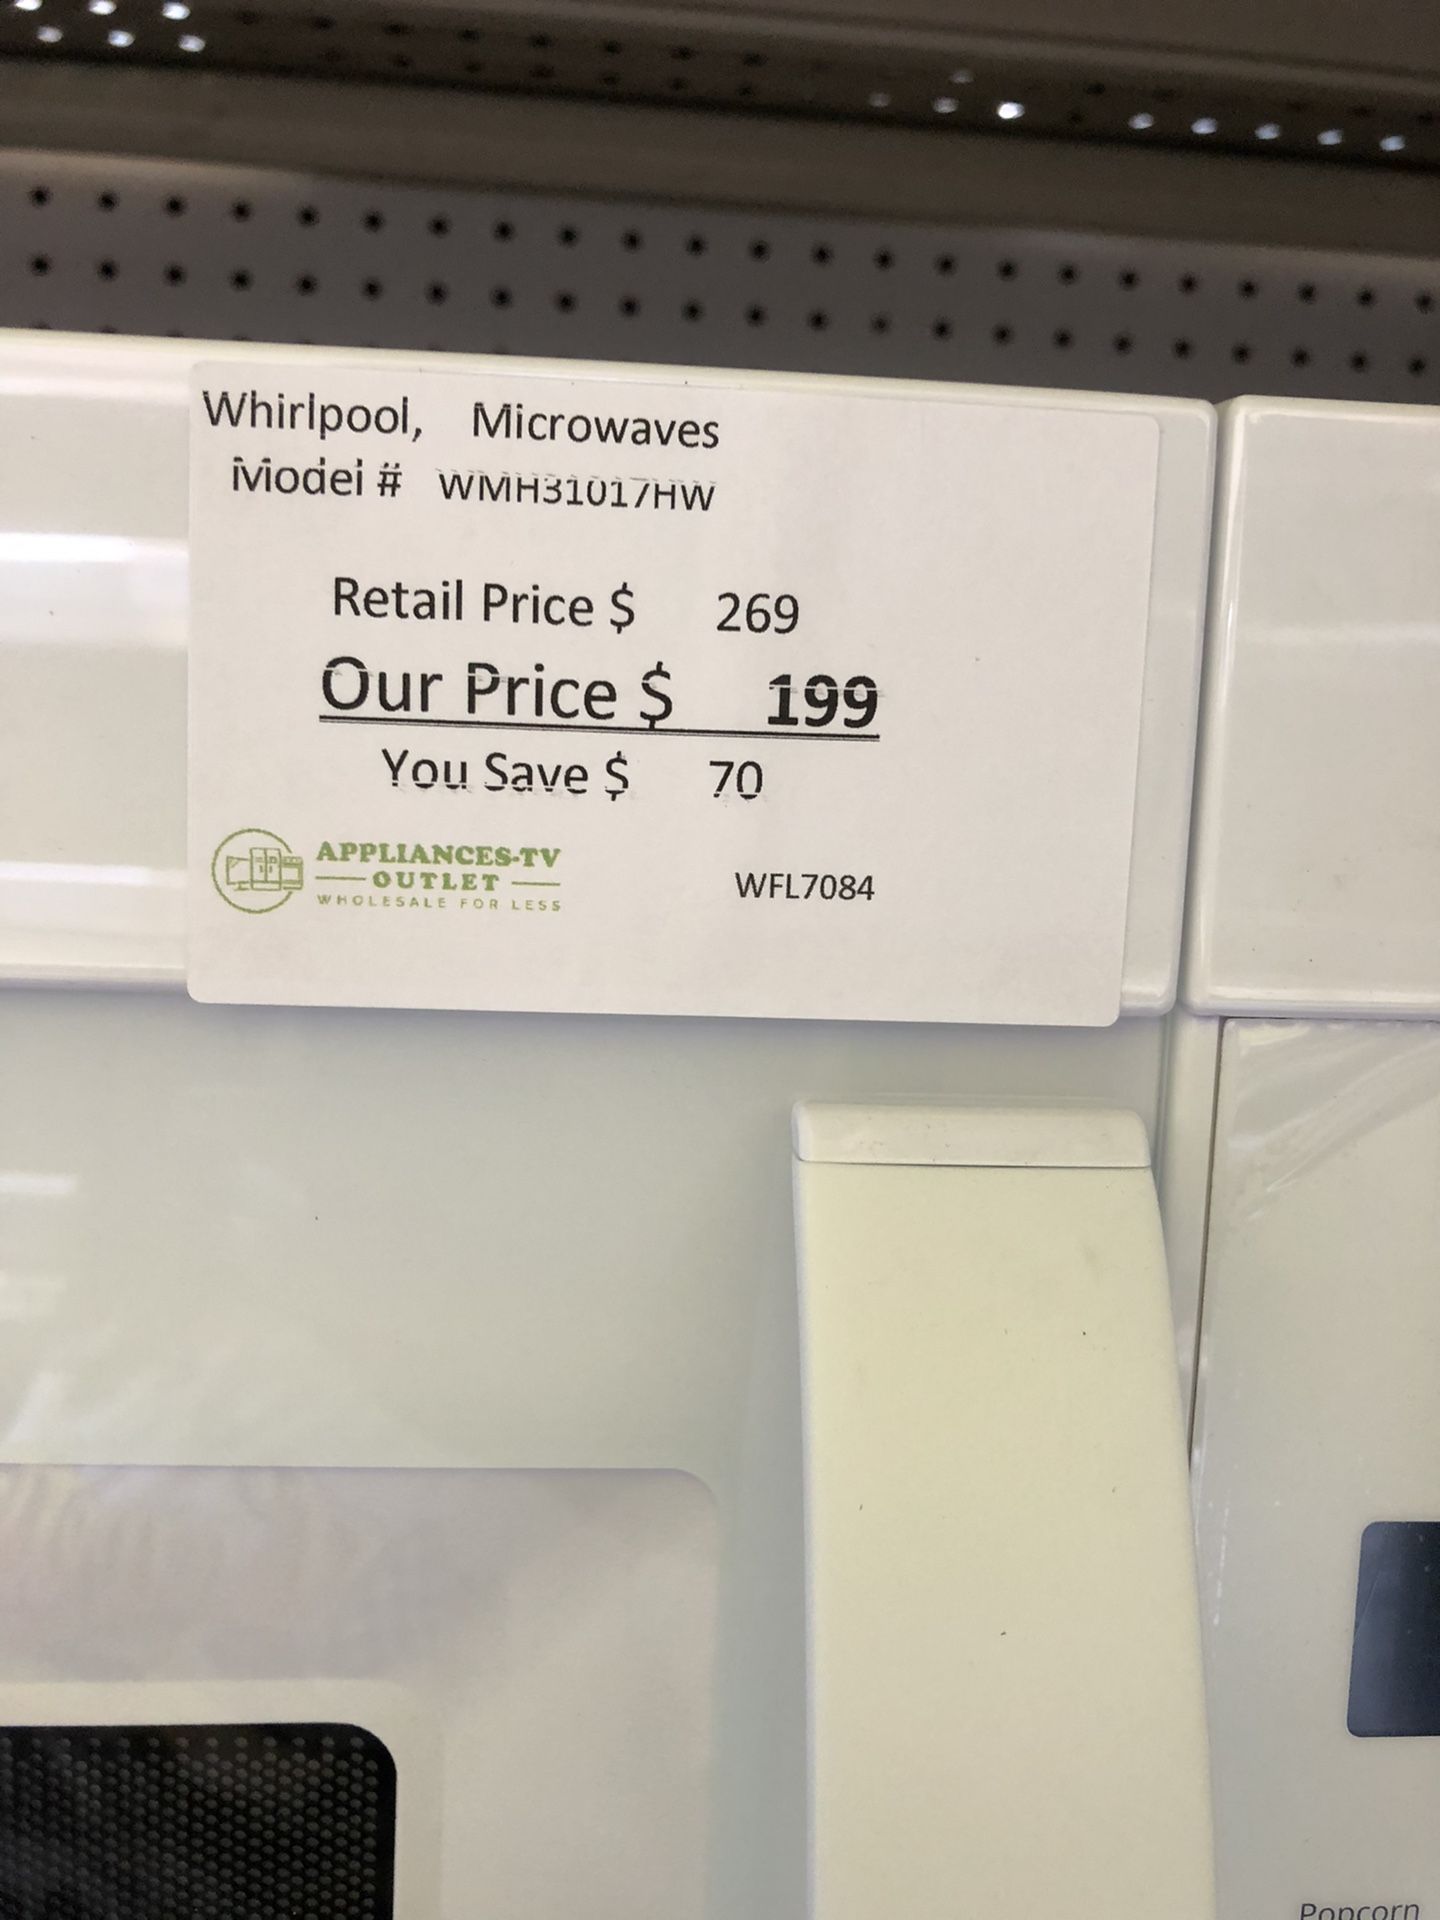 Whirlpool, Microwaves
Model # WMH31017HW
Retail Price $ 269
Our Price $ 199
You Save $ 70
APPLIANCES-TV
OUTLET
WHOLESALE FOR LESS
WFL7084
Popcorn